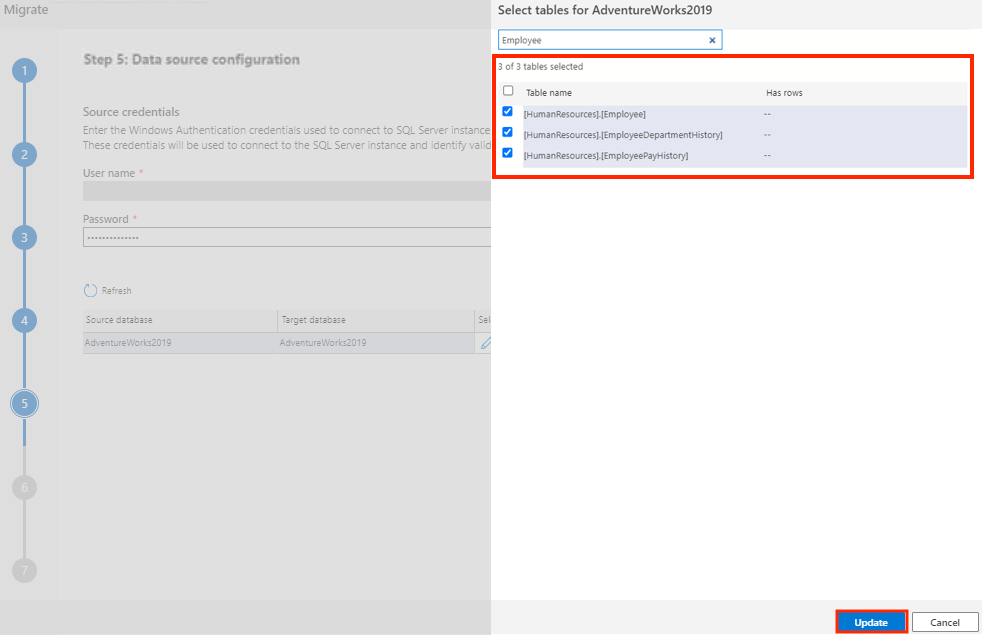 Migrate
1
2
3
4
5
6
7
Step 5: Data source configuration
Source credentials
Enter the Windows Authentication credentials used to connect to SQL Server instance
These credentials will be used to connect to the SQL Server instance and identify valid
User name *
Password *
••••••••••••••
Refresh
Source database Target database Sel
AdventureWorks2019 AdventureWorks2019
Select tables for AdventureWorks2019
Employee
3 of 3 tables selected
Table name Has rows
[HumanResources].[Employee] --
[HumanResources].[EmployeeDepartmentHistory] --
[HumanResources].[EmployeePayHistory] --
Update Cancel